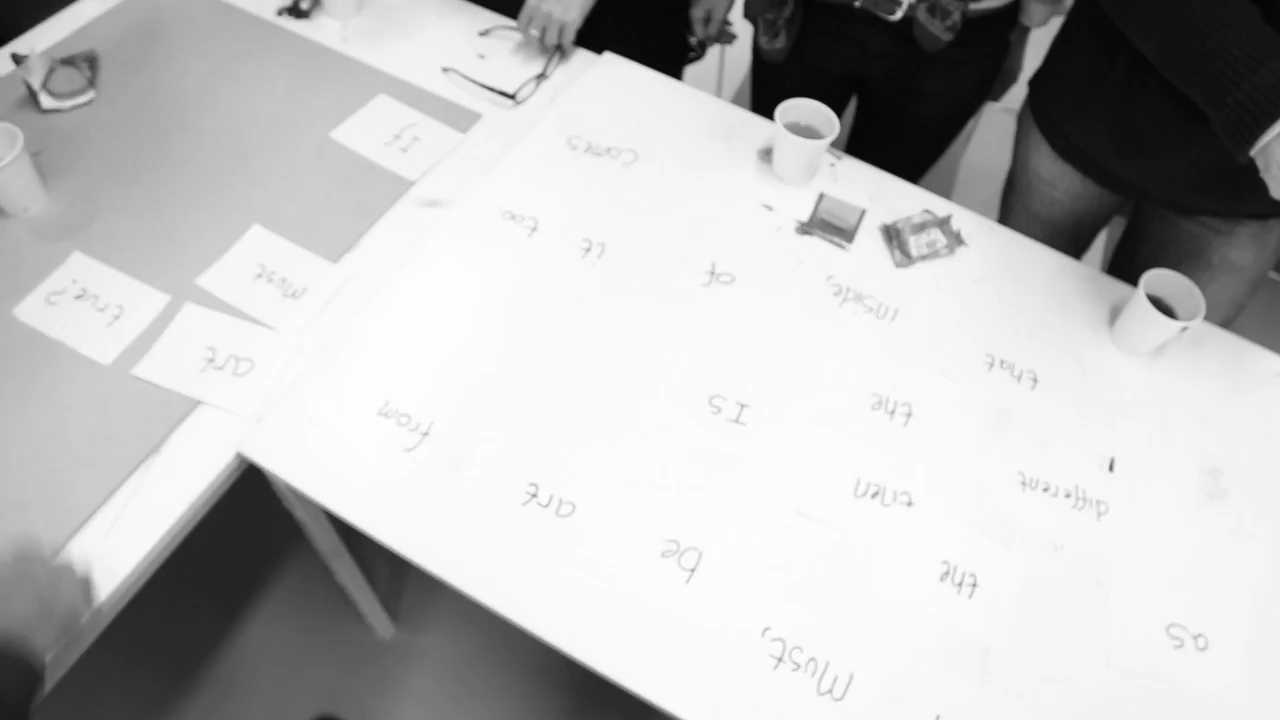 Must, be art from
the then Is
as different the
that inside, of it too.
Comes
art true?
Must
If